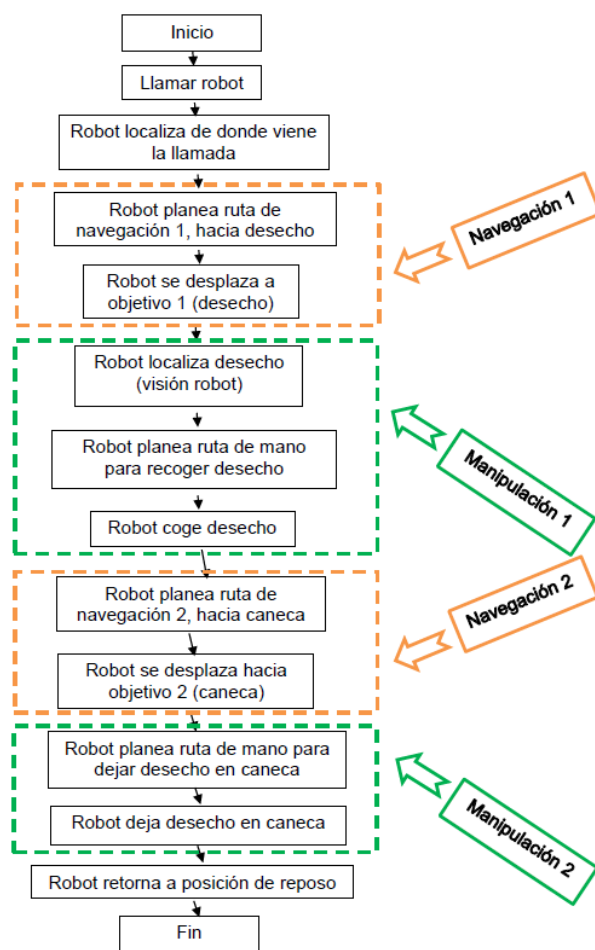 Inicio
Llamar robot
Robot localiza de donde viene
la llamada
Robot planea ruta de
navegación 1, hacia desecho
Navegación 1
Robot se desplaza a
objetivo 1 (desecho)
Robot localiza desecho
(visión robot)
Robot planea ruta de mano
para recoger desecho
Manipulación 1
Robot coge desecho
Robot planea ruta de
navegación 2, hacia caneca
Navegación 2
Robot se desplaza hacia
objetivo 2 (caneca)
Robot planea ruta de mano para
dejar desecho en caneca
Robot deja desecho en caneca
Manipulación 2
Robot retorna a posición de reposo
Fin